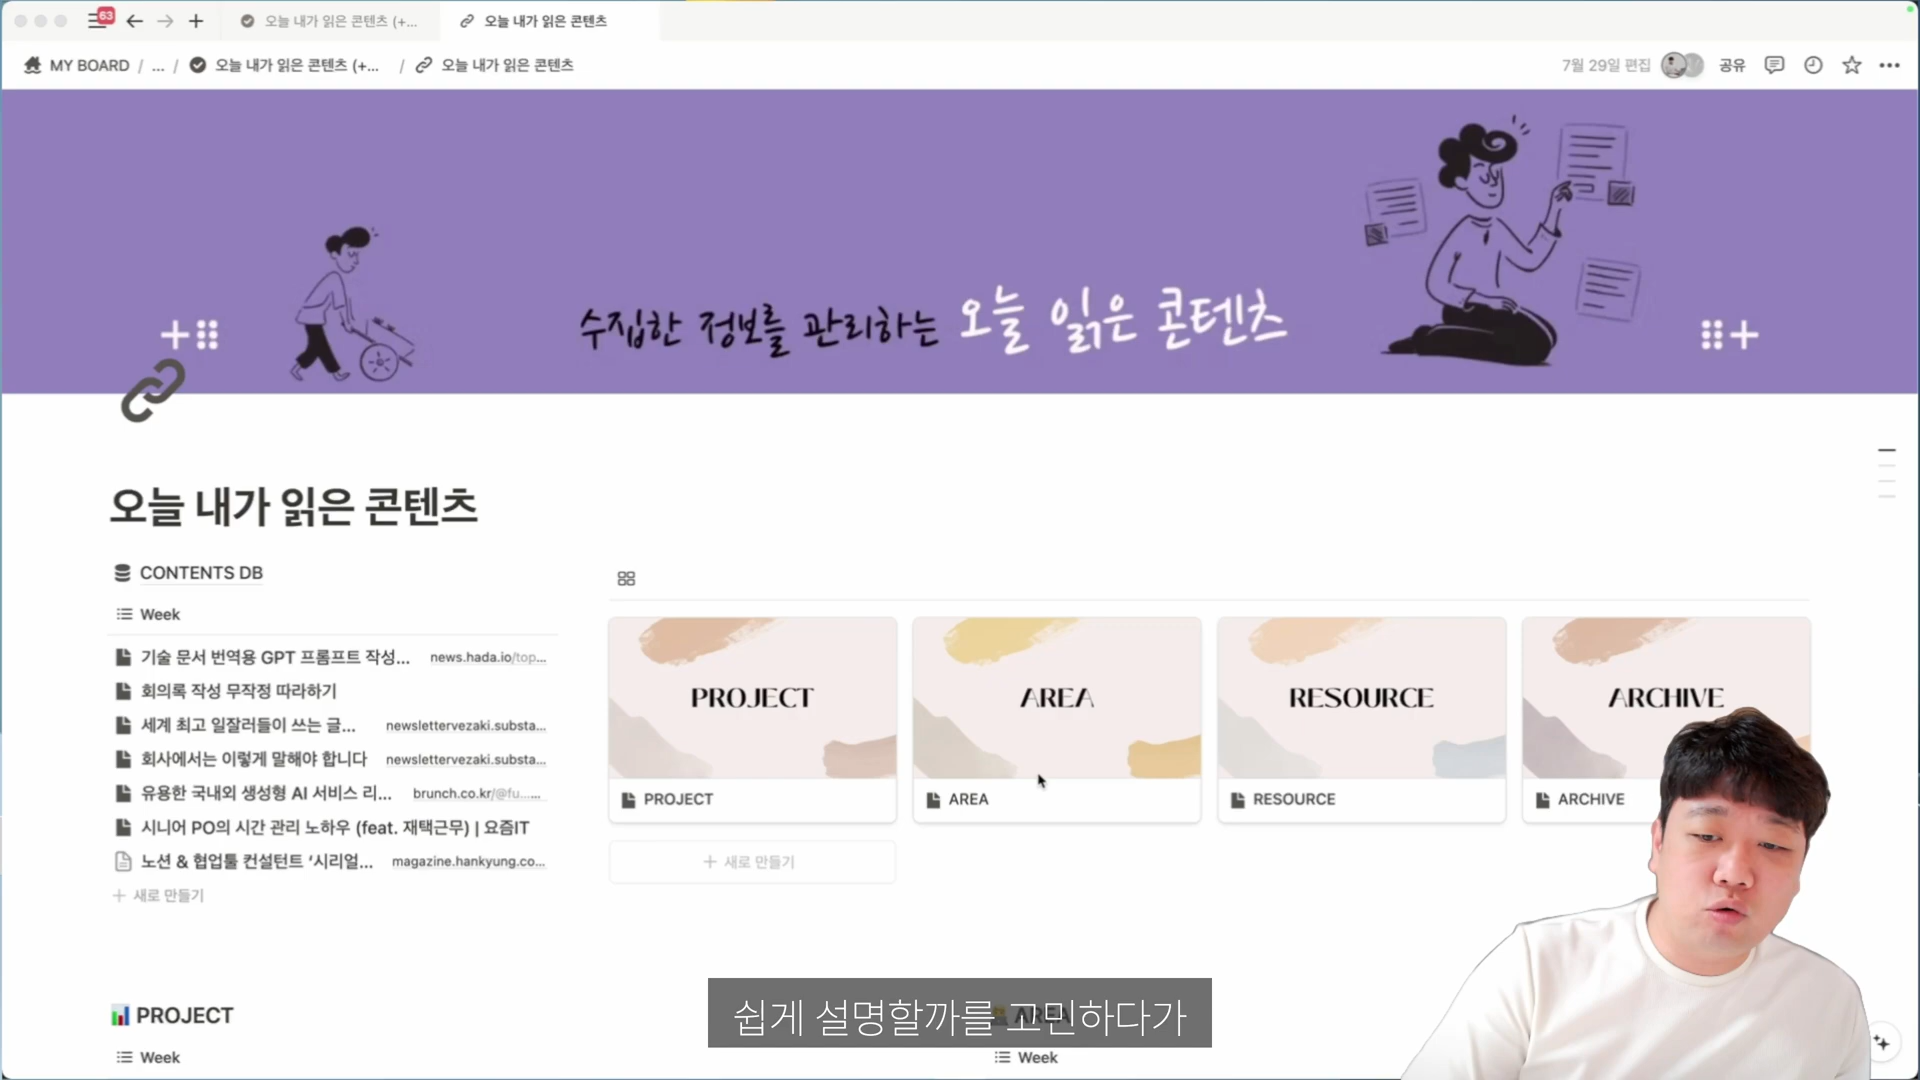 63
오늘 내가 읽은 콘텐츠 (+...
오늘 내가 읽은 콘텐츠
MY BOARD / ... / 오늘 내가 읽은 콘텐츠 (+... / 오늘 내가 읽은 콘텐츠
7월 29일 편집
공유
수집한 정보를 관리하는 오늘 읽은 콘텐츠
오늘 내가 읽은 콘텐츠
CONTENTS DB
Week
기술 문서 번역용 GPT 프롬프트 작성... news.hada.io/top...
회의록 작성 무작정 따라하기
세계 최고 일잘러들이 쓰는 글... newslettervezaki.substa...
회사에서는 이렇게 말해야 합니다 newslettervezaki.substa...
유용한 국내외 생성형 AI 서비스 리... brunch.co.kr/@fu......
시니어 PO의 시간 관리 노하우 (feat. 재택근무) | 요즘IT
노션 & 협업툴 컨설턴트 ‘시리얼... magazine.hankyung.co...
+ 새로 만들기
PROJECT
AREA
RESOURCE
ARCHIVE
PROJECT
AREA
RESOURCE
ARCHIVE
+ 새로 만들기
PROJECT
AREA
Week
Week
쉽게 설명할까를 고민하다가